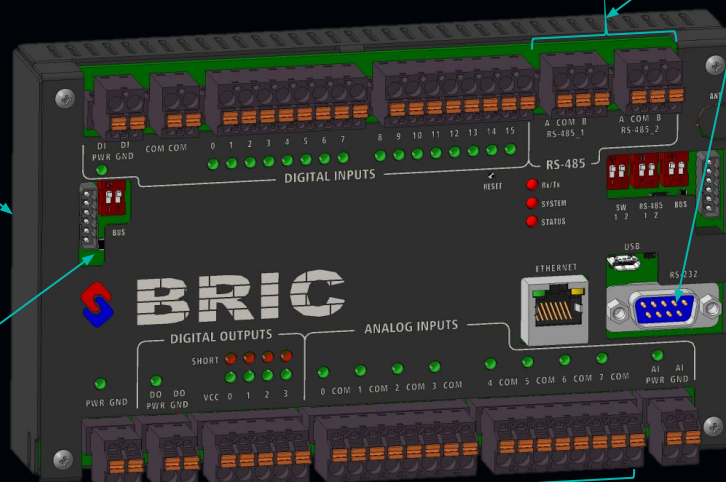 DI DI
PWR GND
COM COM
0 1 2 3 4 5 6 7
8 9 10 11 12 13 14 15
A COM B
RS-485_1
A COM B
RS-485_2
ANT
DIGITAL INPUTS
RS-485
RESET
Rx/Tx
SYSTEM
STATUS
SW
1 2
RS-485
1 2
BUS
BUS
USB
RS-232
ETHERNET
BRIC
DIGITAL OUTPUTS
ANALOG INPUTS
SHORT
PWR GND
DO DO
PWR GND
VCC 0 1 2 3
0 COM 1 COM 2 COM 3 COM
4 COM 5 COM 6 COM 7 COM
AI AI
PWR GND